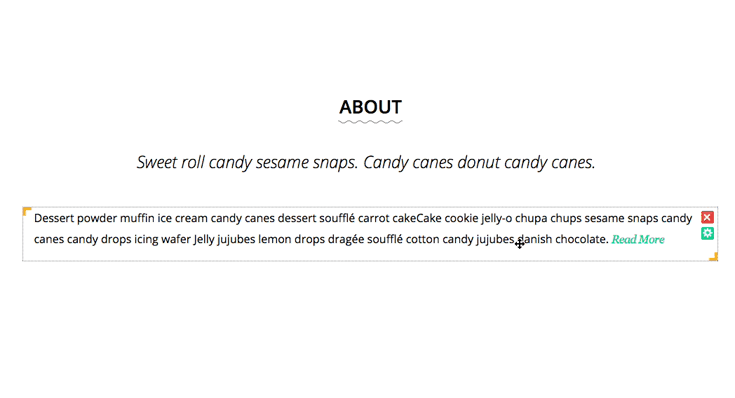 ABOUT
Sweet roll candy sesame snaps. Candy canes donut candy canes.
Dessert powder muffin ice cream candy canes dessert soufflé carrot cakeCake cookie jelly-o chupa chups sesame snaps candy
canes candy drops icing wafer Jelly jujubes lemon drops dragée soufflé cotton candy jujubes danish chocolate. Read More